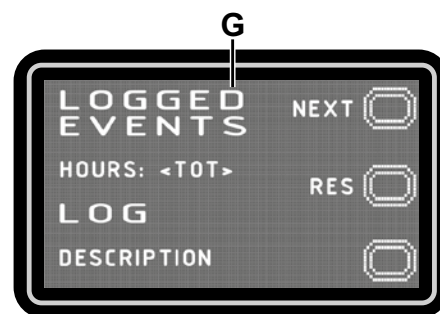 G
LOGGED NEXT
EVENTS
HOURS: <TOT>
RES
LOG
DESCRIPTION